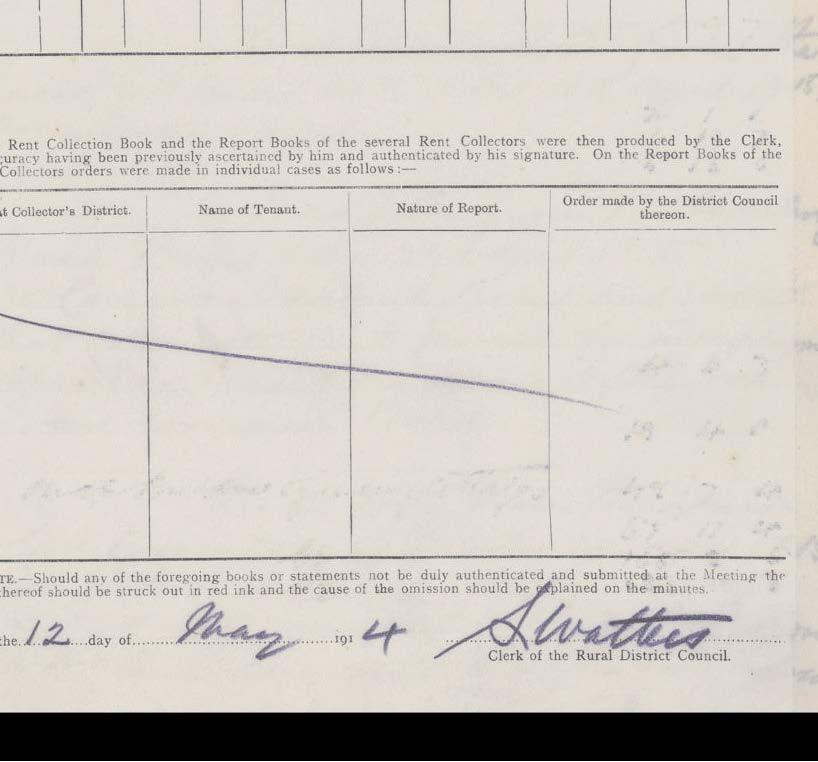 Rent Collection Book and the Report Books of the several Rent Collectors were then produced by the Clerk,
curacy having been previously ascertained by him and authenticated by his signature. On the Report Books of the
Collectors orders were made in individual cases as follows :—
t Collector's District. Name of Tenant. Nature of Report. Order made by the District Council thereon.
TE.—Should any of the foregoing books or statements not be duly authenticated and submitted at the Meeting the
hereof should be struck out in red ink and the cause of the omission should be explained on the minutes.
the 12 day of May 1914 S Watters
Clerk of the Rural District Council.